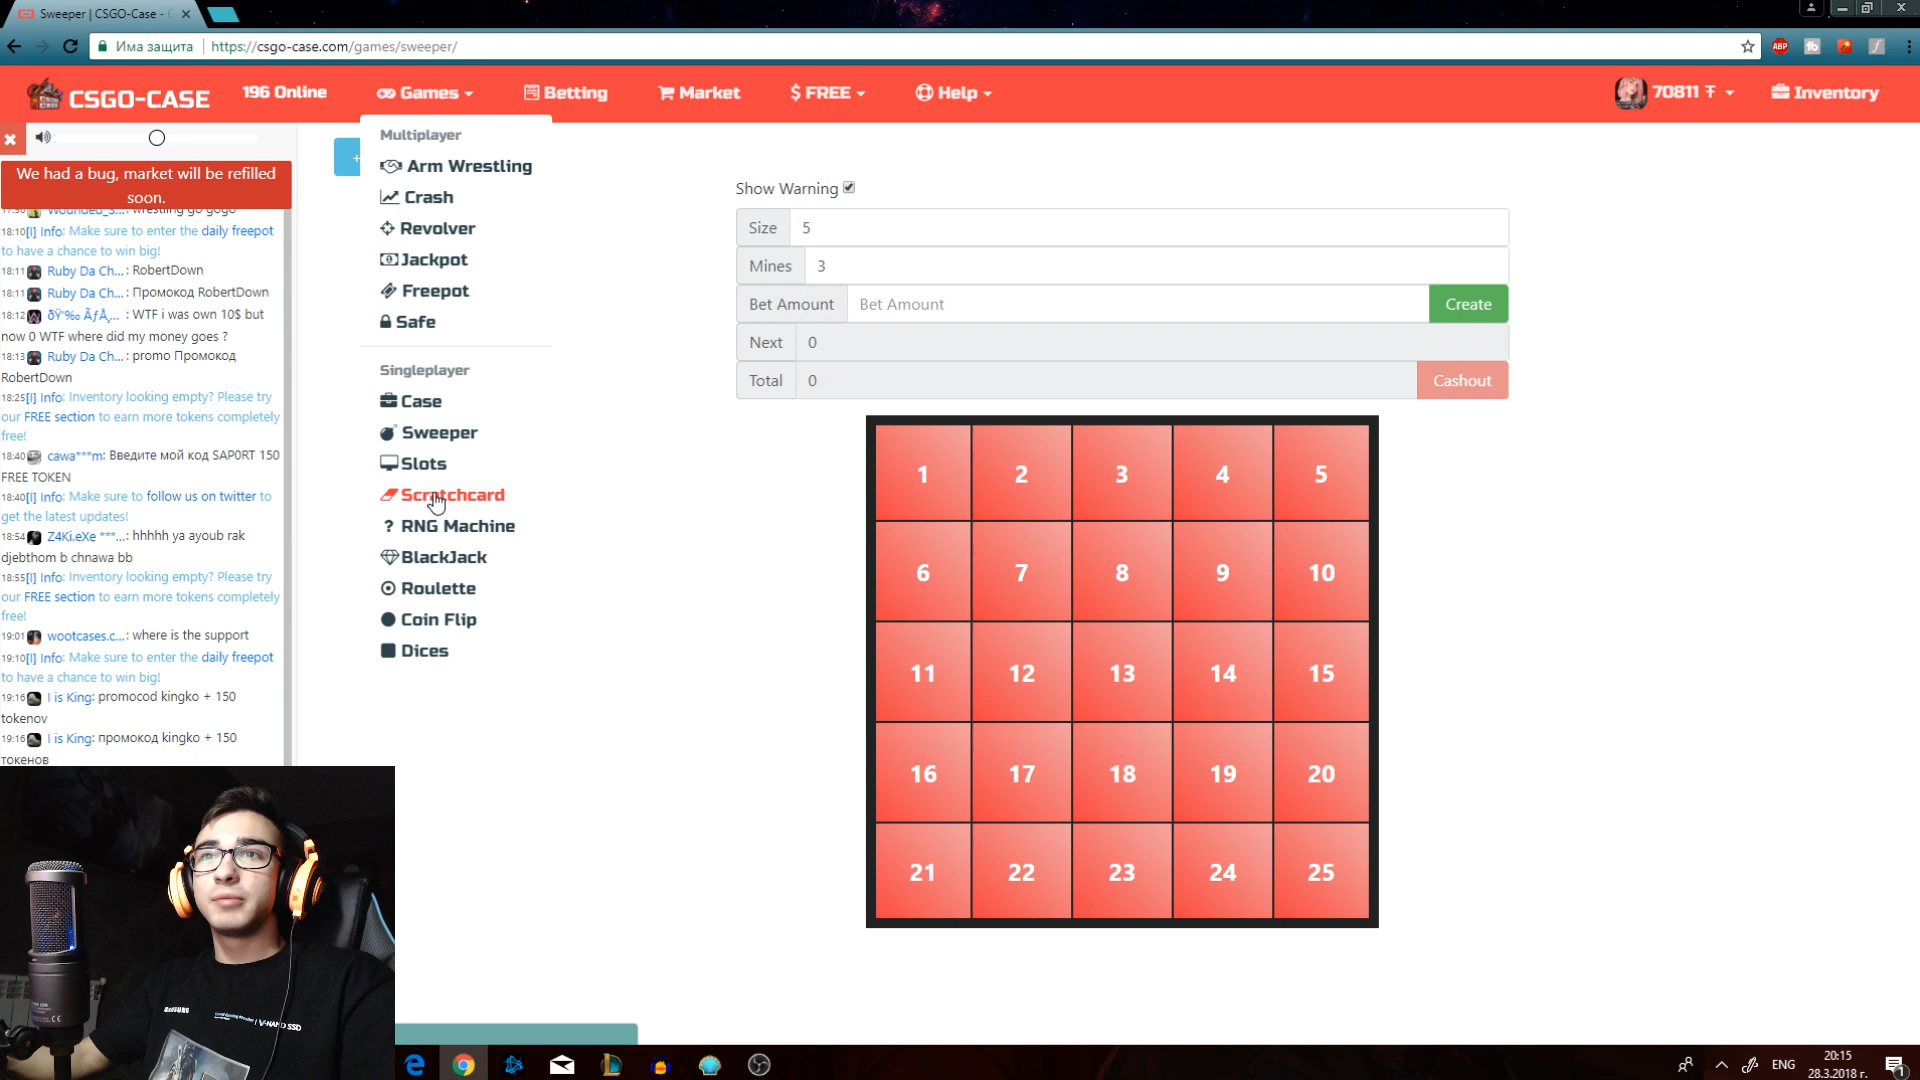 Sweeper | CSGO-Case -
Има защита
https://csgo-case.com/games/sweeper/
ABP
CSGO-CASE
196 Online
Games
Betting
Market
$ FREE
Help
70811
Inventory
We had a bug, market will be refilled
soon.
18:10[I] Info: Make sure to enter the daily freepot
to have a chance to win big!
18:11 Ruby Da Ch...: RobertDown
18:11 Ruby Da Ch...: Промокод RobertDown
18:12 ðŸ'‰ ÃƒÅ...: WTF i was own 10$ but
now 0 WTF where did my money goes ?
18:13 Ruby Da Ch...: promo Промокод
RobertDown
18:25[I] Info: Inventory looking empty? Please try
our FREE section to earn more tokens completely
free!
18:40 cawa***m: Введите мой код SAP0RT 150
FREE TOKEN
18:40[I] Info: Make sure to follow us on twitter to
get the latest updates!
18:54 Z4Ki.eXe ***...: hhhhh ya ayoub rak
djebthom b chnawa bb
18:55[I] Info: Inventory looking empty? Please try
our FREE section to earn more tokens completely
free!
19:01 wootcases.c...: where is the support
19:10[I] Info: Make sure to enter the daily freepot
to have a chance to win big!
19:16 I is King: promocod kingko + 150
tokenov
19:16 I is King: промокод kingko + 150
токенов
Multiplayer
Arm Wrestling
Crash
Revolver
Jackpot
Freepot
Safe
Singleplayer
Case
Sweeper
Slots
Scratchcard
? RNG Machine
BlackJack
Roulette
Coin Flip
Dices
+
Show Warning
Size 5
Mines 3
Bet Amount Bet Amount Create
Next 0
Total 0 Cashout
1 2 3 4 5
6 7 8 9 10
11 12 13 14 15
16 17 18 19 20
21 22 23 24 25
SAMSUNG
V-NAND SSD
ENG
20:15
28.3.2018 г.
1